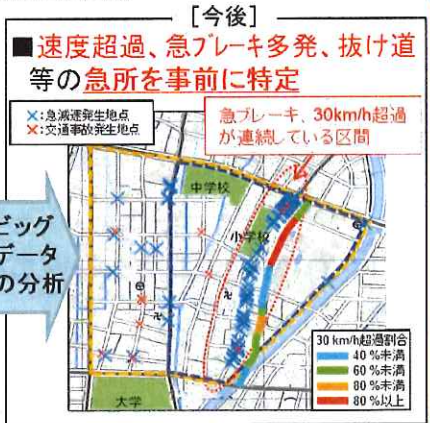 [今後]
■速度超過、急ブレーキ多発、抜け道
等の急所を事前に特定
×:急減速発生地点
×:交通事故発生地点
急ブレーキ、30km/h超過
が連続している区間
中学校
小学校
ビッグ
データ
の分析
30 km/h超過割合
40 %未満
60 %未満
80 %未満
80 %以上
大学